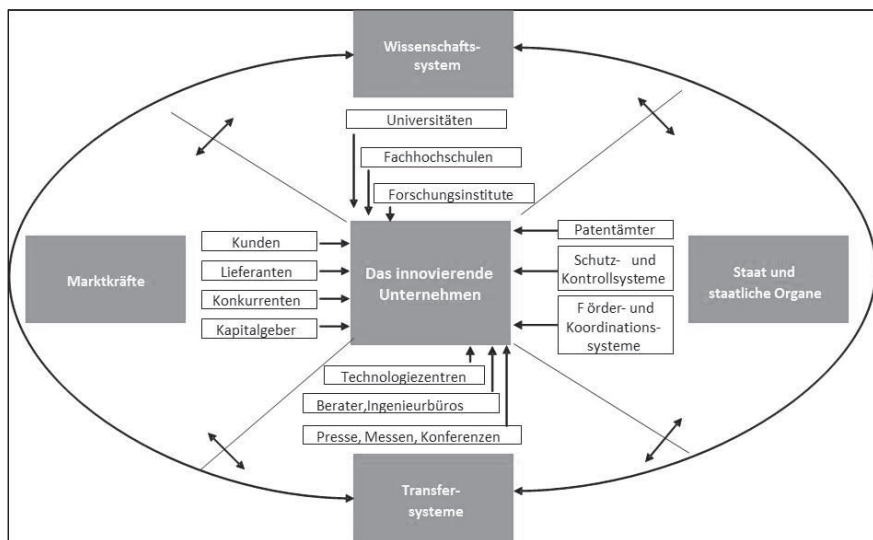 Wissenschafts-
system
Universitäten
Fachhochschulen
Forschungsinstitute
Kunden
Lieferanten
Konkurrenten
Kapitalgeber
Marktkräfte
Das innovierende
Unternehmen
Patentämter
Schutz- und
Kontrollsysteme
F örder- und
Koordinations-
systeme
Staat und
staatliche Organe
Technologiezentren
Berater,Ingenieurbüros
Presse, Messen, Konferenzen
Transfer-
systeme